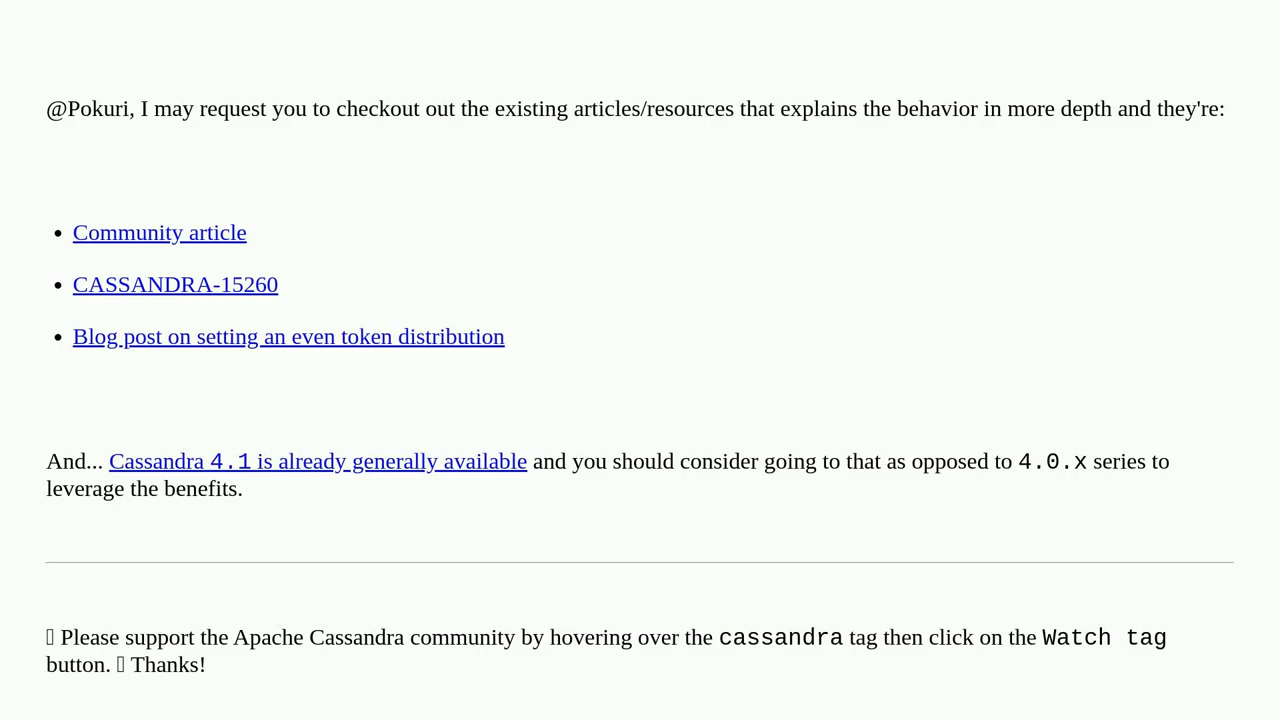 @Pokuri, I may request you to checkout out the existing articles/resources that explains the behavior in more depth and they're:
• Community article
• CASSANDRA-15260
• Blog post on setting an even token distribution
And... Cassandra 4.1 is already generally available and you should consider going to that as opposed to 4.0.x series to
leverage the benefits.
Please support the Apache Cassandra community by hovering over the cassandra tag then click on the Watch tag
button. Thanks!